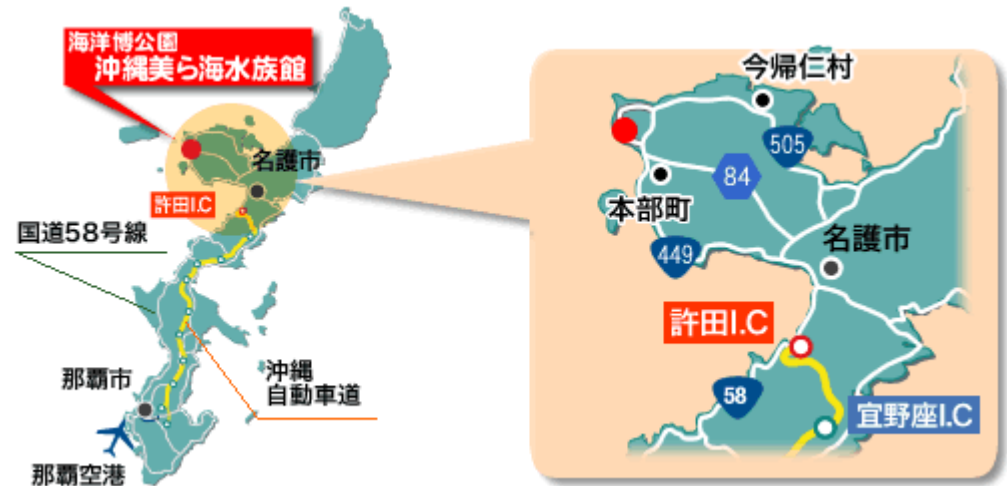 海洋博公園
沖縄美ら海水族館
名護市
許田I.C
国道58号線
沖縄
自動車道
那覇市
那覇空港
今帰仁村
505
84
本部町
449
名護市
許田I.C
58
宜野座I.C